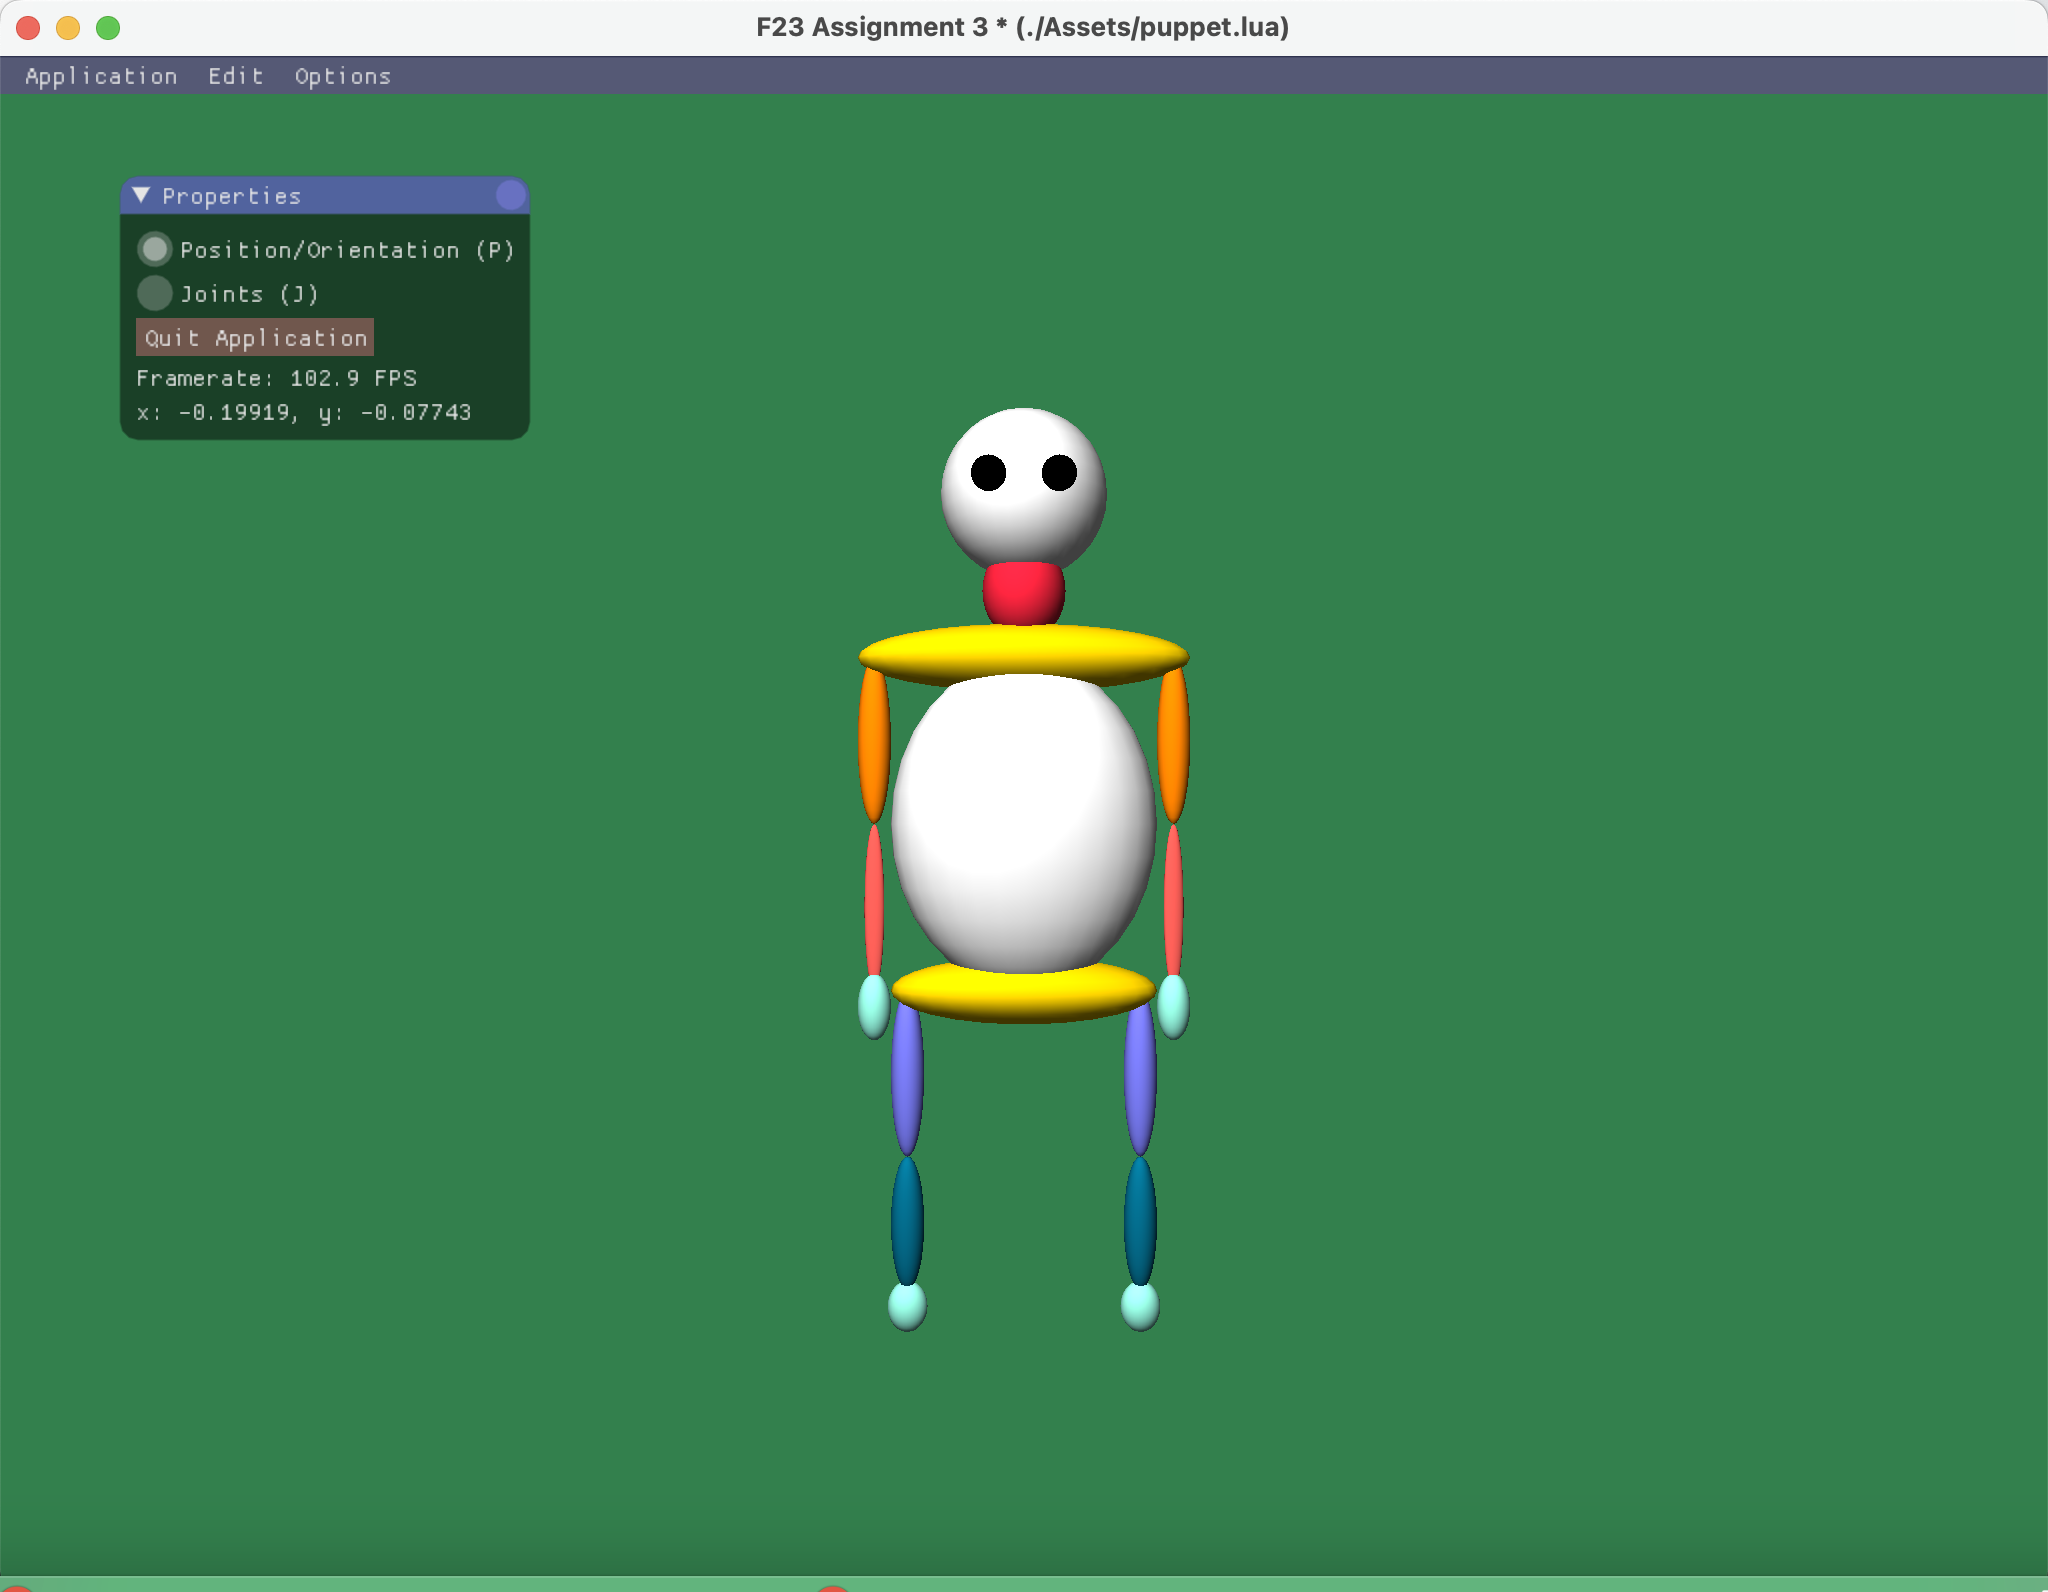 F23 Assignment 3 * (./Assets/puppet.lua)
Application Edit Options
Properties
Position/Orientation (P)
Joints (J)
Quit Application
Framerate: 102.9 FPS
x: -0.19919, y: -0.07743